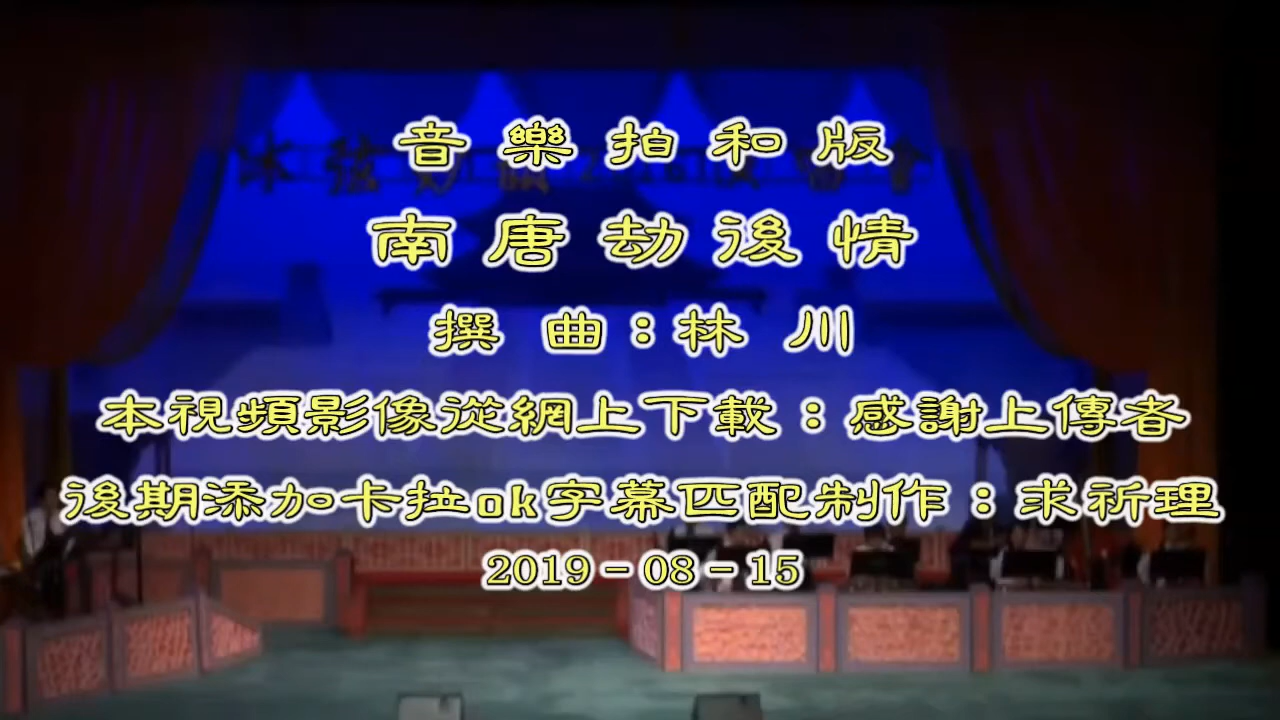 音樂拍和版
南唐劫後情
撰曲：林川
本視頻影像從網上下載：感謝上傳者
後期添加卡拉ok字幕匹配制作：求祈理
2019-08-15